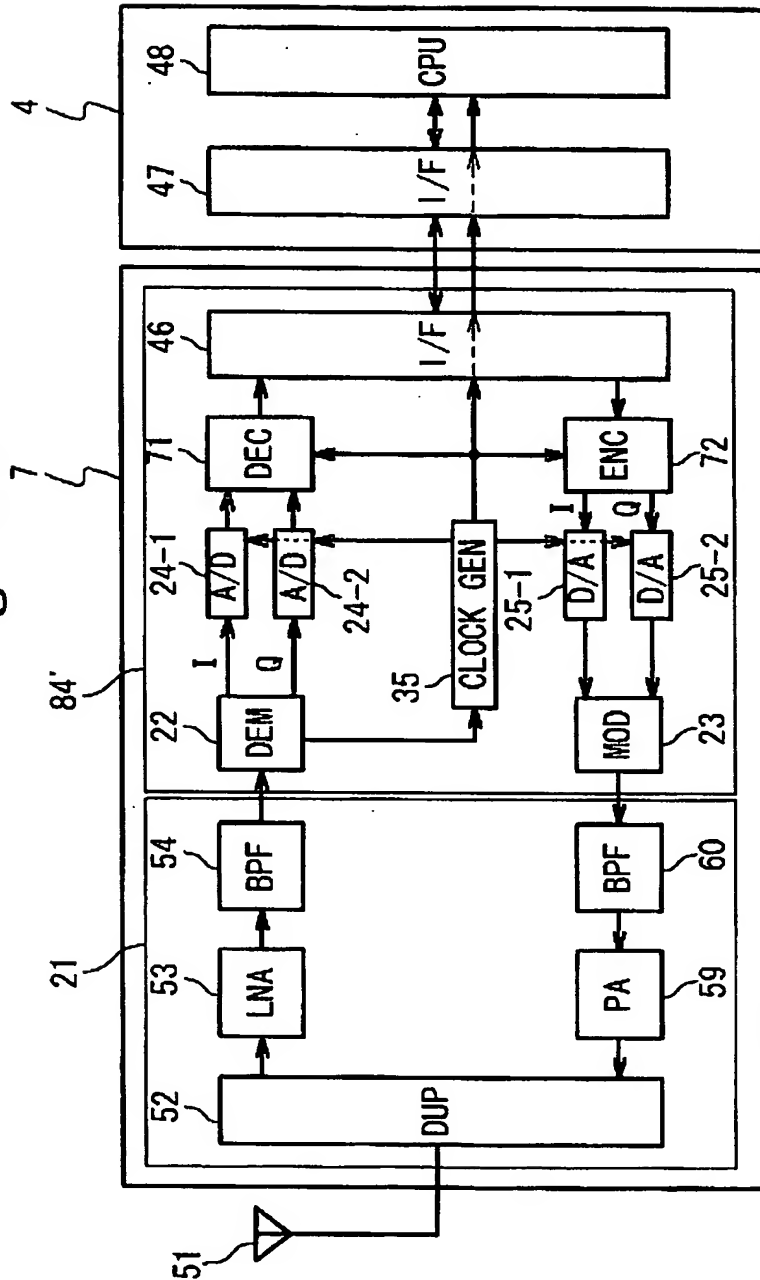 7
4
21
84'
51
52
DUP
53
LNA
54
BPF
22
DEM
I
Q
24-1
A/D
A/D
24-2
71
DEC
46
I/F
47
I/F
48
CPU
35
CLOCK GEN
59
PA
60
BPF
23
MOD
25-1
D/A
D/A
25-2
I
Q
ENC
72